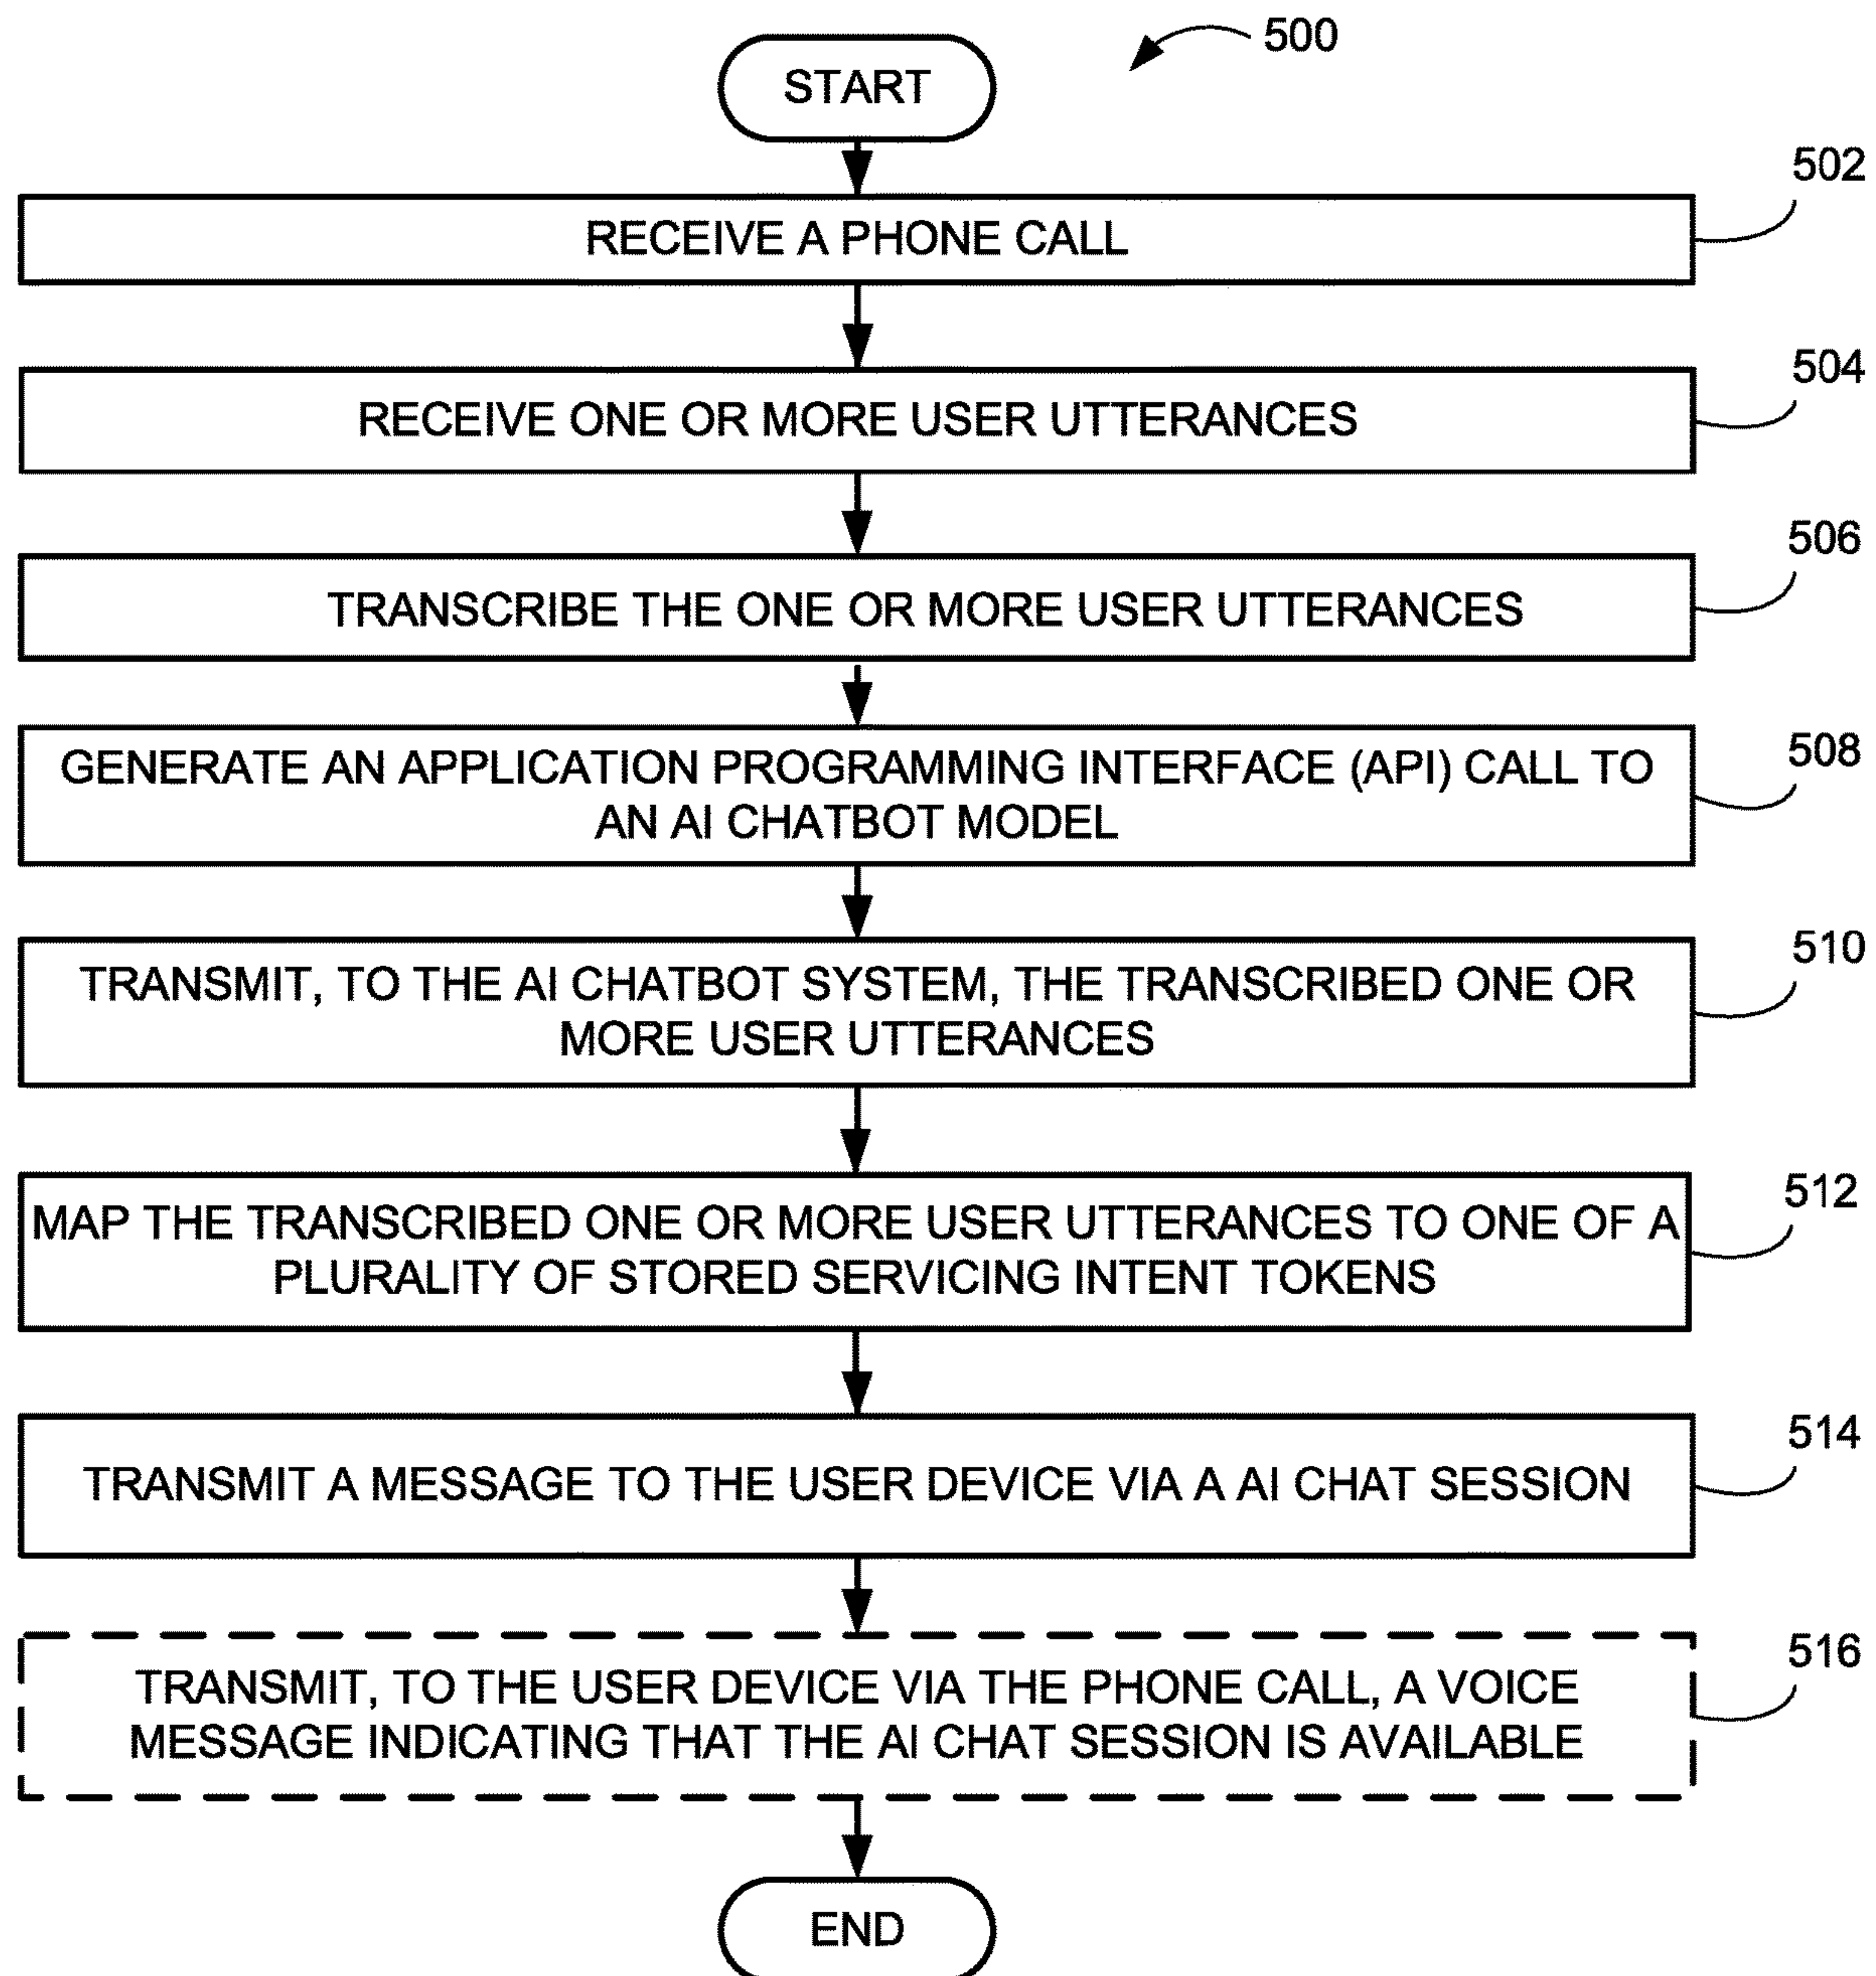 500
START
502
RECEIVE A PHONE CALL
504
RECEIVE ONE OR MORE USER UTTERANCES
506
TRANSCRIBE THE ONE OR MORE USER UTTERANCES
508
GENERATE AN APPLICATION PROGRAMMING INTERFACE (API) CALL TO
AN AI CHATBOT MODEL
510
TRANSMIT, TO THE AI CHATBOT SYSTEM, THE TRANSCRIBED ONE OR
MORE USER UTTERANCES
512
MAP THE TRANSCRIBED ONE OR MORE USER UTTERANCES TO ONE OF A
PLURALITY OF STORED SERVICING INTENT TOKENS
514
TRANSMIT A MESSAGE TO THE USER DEVICE VIA A AI CHAT SESSION
516
TRANSMIT, TO THE USER DEVICE VIA THE PHONE CALL, A VOICE
MESSAGE INDICATING THAT THE AI CHAT SESSION IS AVAILABLE
END